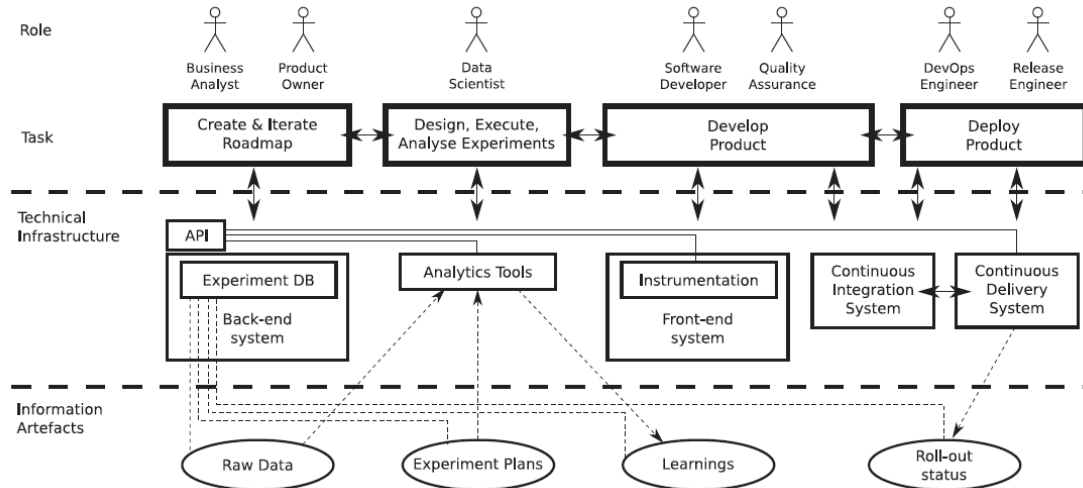 Role
Business
Analyst
Product
Owner
Data
Scientist
Software
Developer
Quality
Assurance
DevOps
Engineer
Release
Engineer
Task
Create & Iterate
Roadmap
Design, Execute,
Analyse Experiments
Develop
Product
Deploy
Product
Technical
Infrastructure
API
Experiment DB
Back-end
system
Analytics Tools
Instrumentation
Front-end
system
Continuous
Integration
System
Continuous
Delivery
System
Information
Artefacts
Raw Data
Experiment Plans
Learnings
Roll-out
status